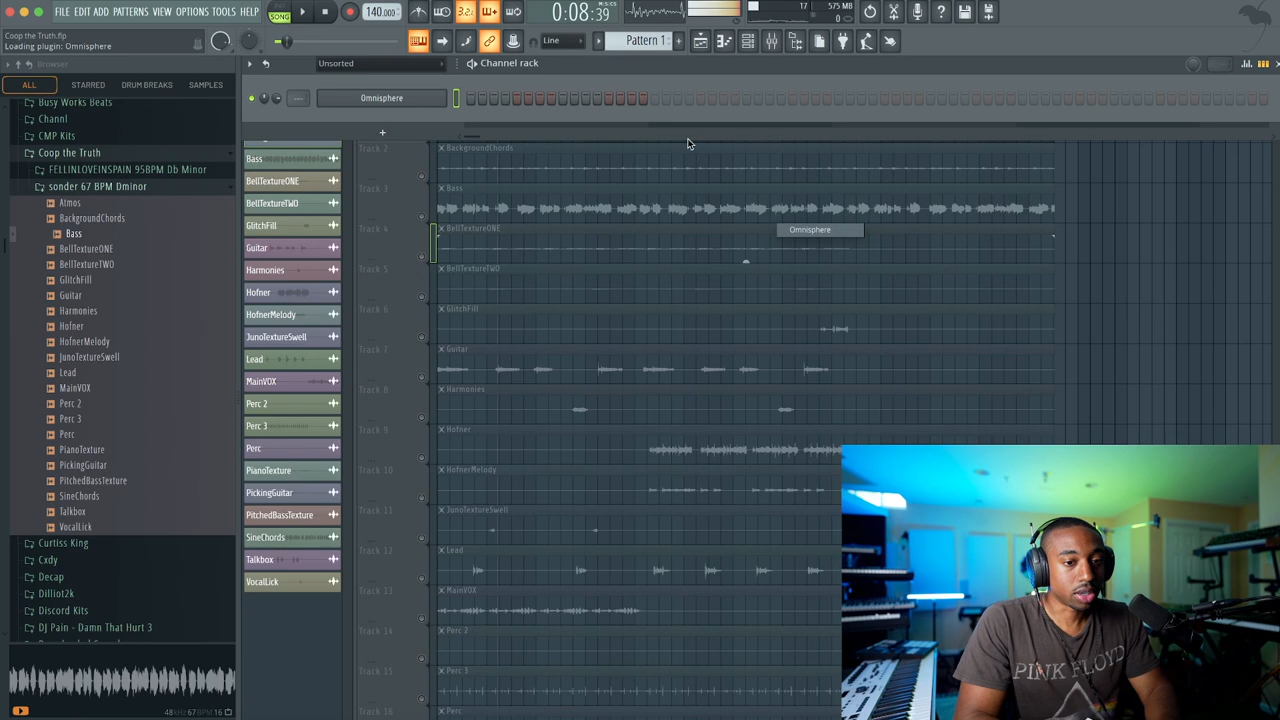 FILE EDIT ADD PATTERNS VIEW OPTIONS TOOLS HELP
SONG
140.000
3.2.
0:08:39
M:S:CS
17
575 MB
0
Coop the Truth.flp
Loading plugin: Omnisphere
Line
Pattern 1
Browser
Unsorted
Channel rack
ALL
STARRED
DRUM BREAKS
SAMPLES
Omnisphere
Busy Works Beats
Channl
CMP Kits
Coop the Truth
FELLINLOVEINSPAIN 95BPM Db Minor
sonder 67 BPM Dminor
Atmos
BackgroundChords
Bass
BellTextureONE
BellTextureTWO
GlitchFill
Guitar
Harmonies
Hofner
HofnerMelody
JunoTextureSwell
Lead
MainVOX
Perc 2
Perc 3
Perc
PianoTexture
PickingGuitar
PitchedBassTexture
SineChords
Talkbox
VocalLick
Curtiss King
Cxdy
Decap
Dilliot2k
Discord Kits
DJ Pain - Damn That Hurt 3
48kHz 67BPM 16
Bass
BellTextureONE
BellTextureTWO
GlitchFill
Guitar
Harmonies
Hofner
HofnerMelody
JunoTextureSwell
Lead
MainVOX
Perc 2
Perc 3
Perc
PianoTexture
PickingGuitar
PitchedBassTexture
SineChords
Talkbox
VocalLick
Track 2
BackgroundChords
Track 3
Bass
Track 4
BellTextureONE
Omnisphere
Track 5
BellTextureTWO
Track 6
GlitchFill
Track 7
Guitar
Track 8
Harmonies
Track 9
Hofner
Track 10
HofnerMelody
Track 11
JunoTextureSwell
Track 12
Lead
Track 13
MainVOX
Track 14
Perc 2
Track 15
Perc 3
Track 16
Perc
PINK FLOYD